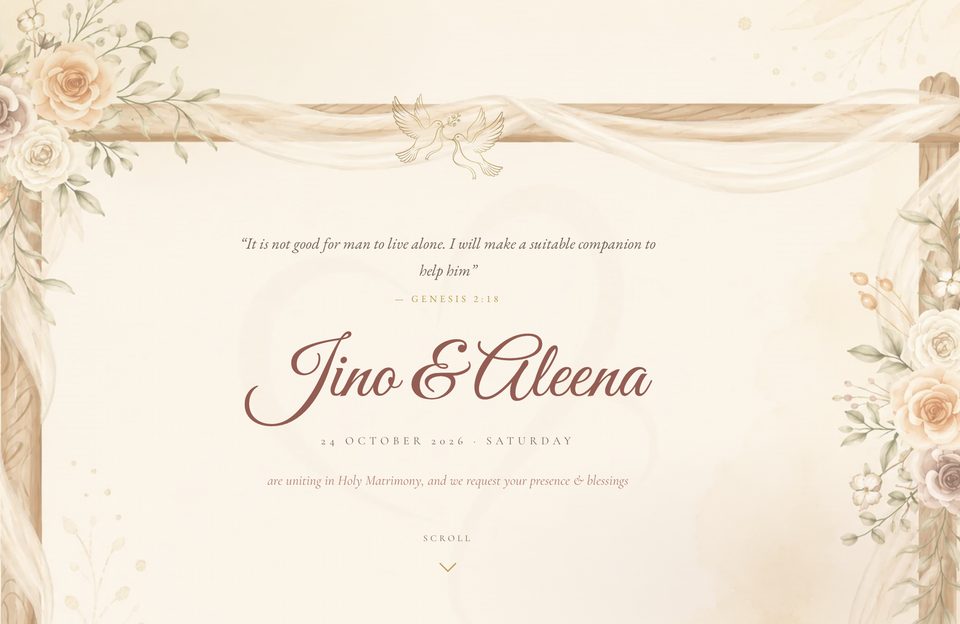 “It is not good for man to live alone. I will make a suitable companion to
help him”
— GENESIS 2:18
Jino & Aleena
24 OCTOBER 2026 · SATURDAY
are uniting in Holy Matrimony, and we request your presence & blessings
SCROLL